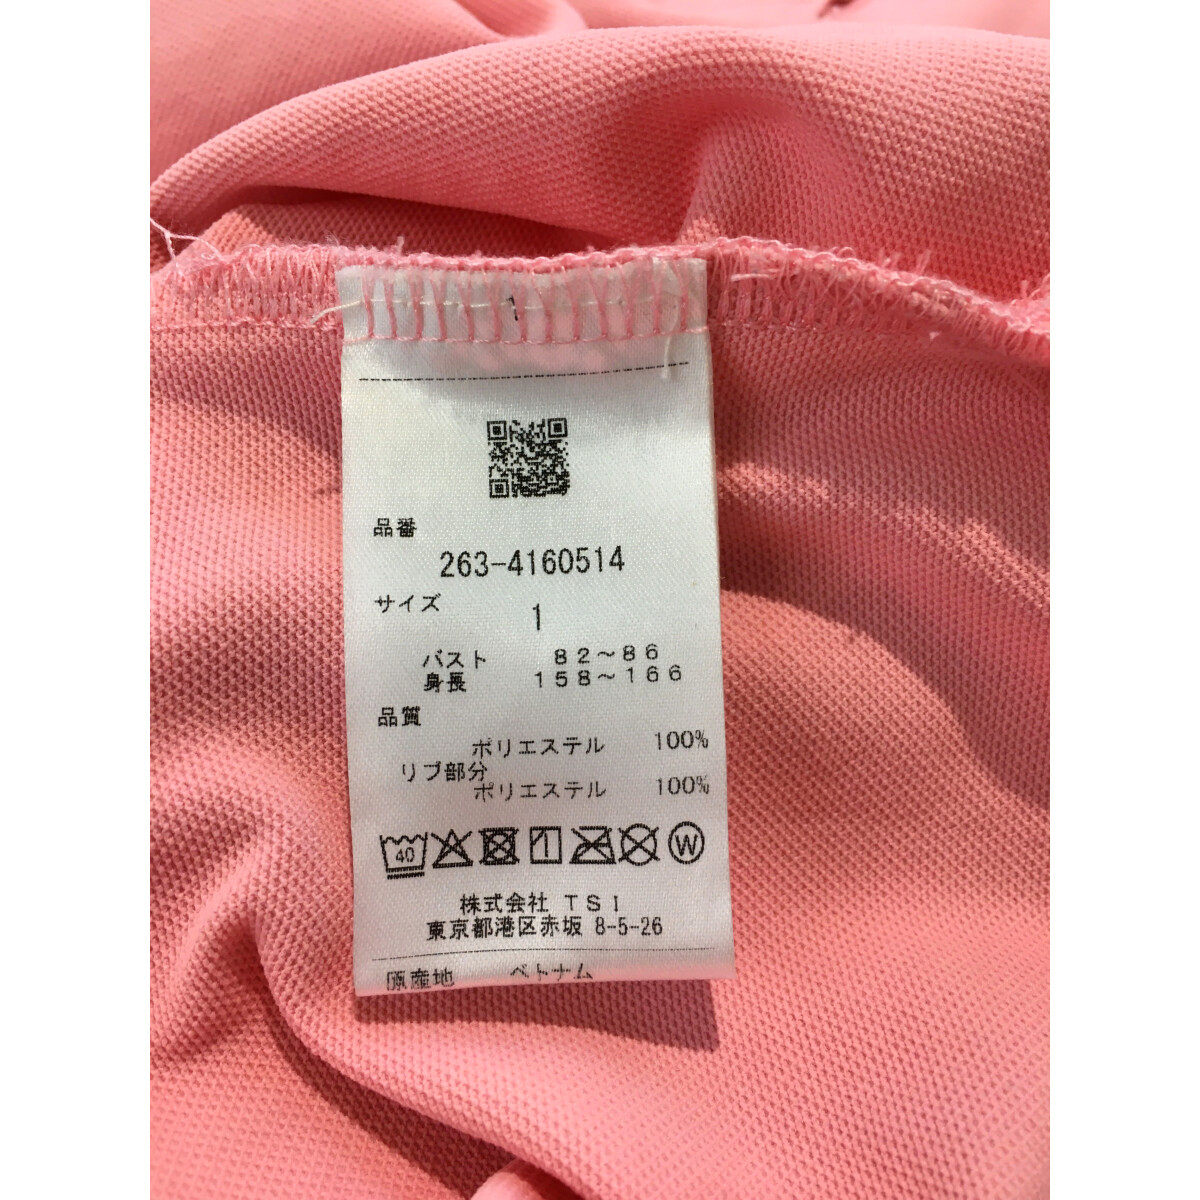 品番
263-4160514
サイズ
1
バスト 82～86
身長 158～166
品質
ポリエステル 100%
リブ部分
ポリエステル 100%
40 W
株式会社 TSI
東京都港区赤坂 8-5-26
原産地 ベトナム